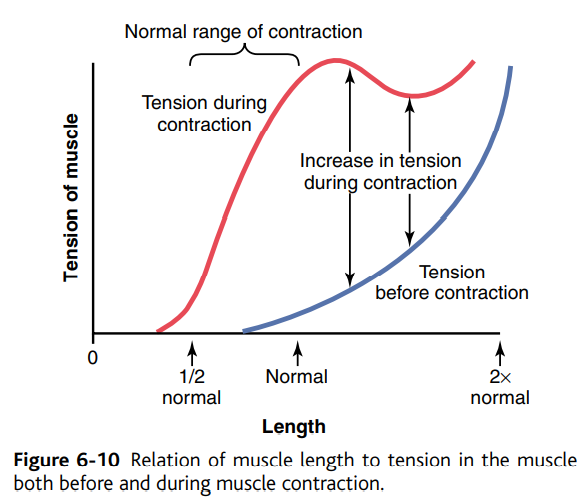 Normal range of contraction
Tension during
contraction
Increase in tension
during contraction
Tension
before contraction
Tension of muscle
0
1/2
normal
Normal
2×
normal
Length
Figure 6-10 Relation of muscle length to tension in the muscle
both before and during muscle contraction.